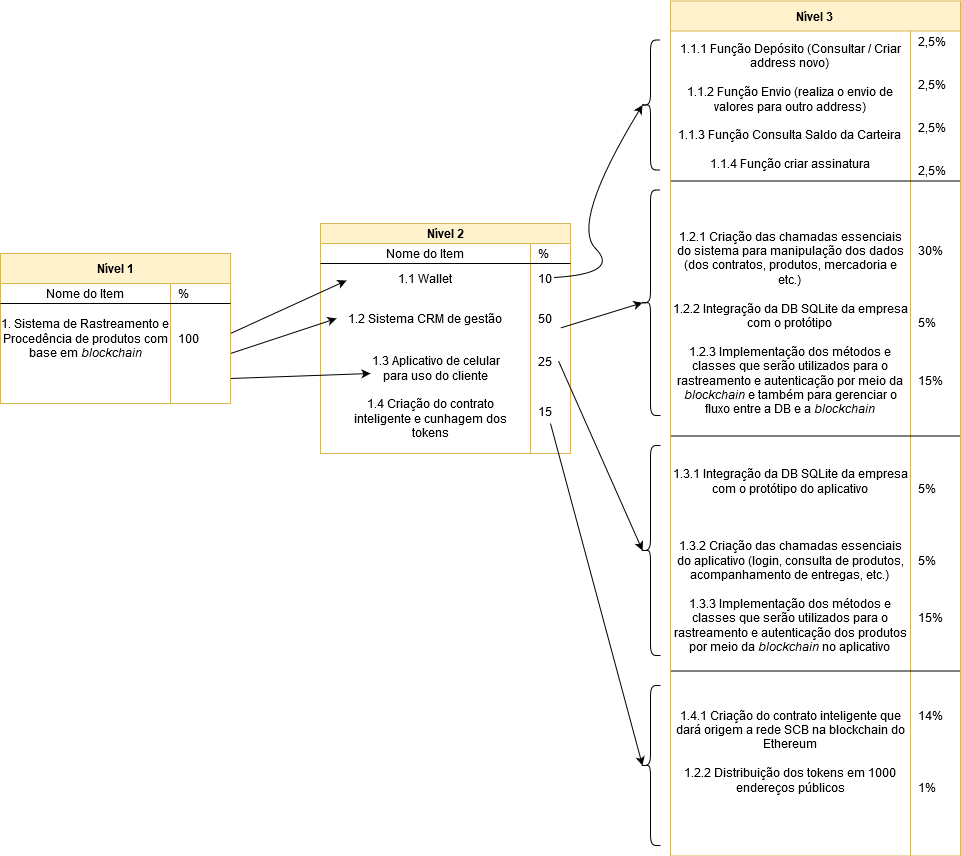 Nível 1
Nome do Item %
1. Sistema de Rastreamento e
Procedência de produtos com
base em blockchain
100
Nível 2
Nome do Item %
1.1 Wallet 10
1.2 Sistema CRM de gestão 50
1.3 Aplicativo de celular
para uso do cliente
25
1.4 Criação do contrato
inteligente e cunhagem dos
tokens
15
Nível 3
1.1.1 Função Depósito (Consultar / Criar
address novo)
2,5%
1.1.2 Função Envio (realiza o envio de
valores para outro address)
2,5%
1.1.3 Função Consulta Saldo da Carteira
2,5%
1.1.4 Função criar assinatura
2,5%
1.2.1 Criação das chamadas essenciais
do sistema para manipulação dos dados
(dos contratos, produtos, mercadoria e
etc.)
30%
1.2.2 Integração da DB SQLite da empresa
com o protótipo
5%
1.2.3 Implementação dos métodos e
classes que serão utilizados para o
rastreamento e autenticação por meio da
blockchain e também para gerenciar o
fluxo entre a DB e a blockchain
15%
1.3.1 Integração da DB SQLite da empresa
com o protótipo do aplicativo
5%
1.3.2 Criação das chamadas essenciais
do aplicativo (login, consulta de produtos,
acompanhamento de entregas, etc.)
5%
1.3.3 Implementação dos métodos e
classes que serão utilizados para o
rastreamento e autenticação dos produtos
por meio da blockchain no aplicativo
15%
1.4.1 Criação do contrato inteligente que
dará origem a rede SCB na blockchain do
Ethereum
14%
1.2.2 Distribuição dos tokens em 1000
endereços públicos
1%